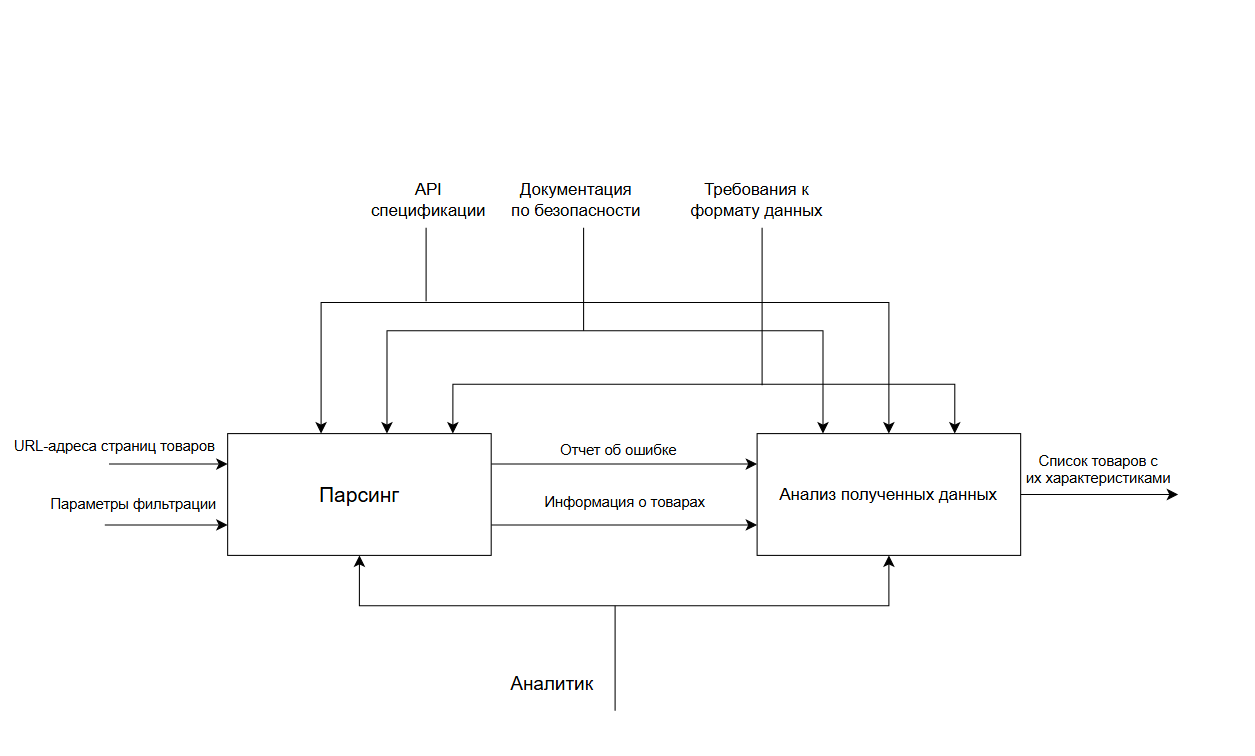 API
спецификации
Документация
по безопасности
Требования к
формату данных
URL-адреса страниц товаров
Параметры фильтрации
Парсинг
Отчет об ошибке
Информация о товарах
Анализ полученных данных
Список товаров с
их характеристиками
Аналитик